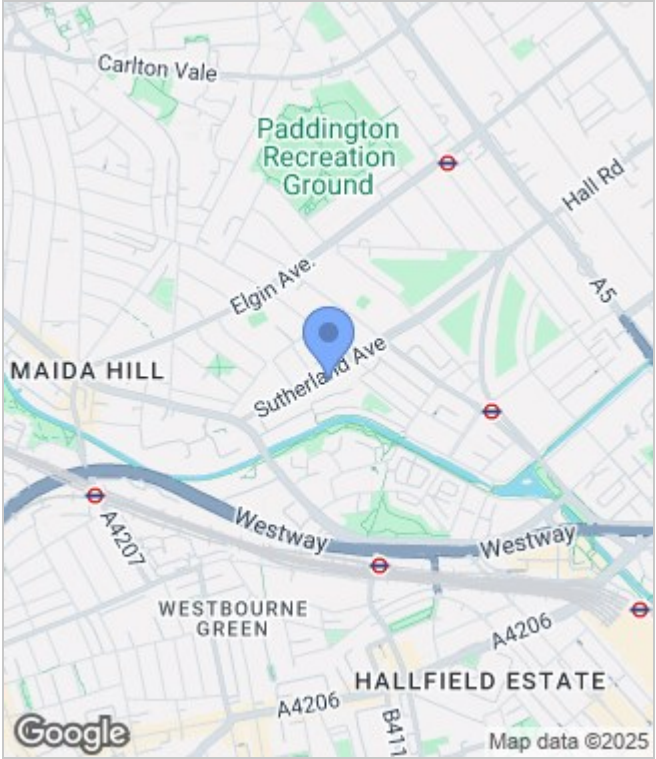 Carlton Vale
Paddington
Recreation
Ground
Hall Rd
Elgin Ave.
A5
MAIDA HILL
Sutherland Ave
Westway
Westway
A4207
WESTBOURNE
GREEN
A4206
HALLFIELD ESTATE
A4206
B411
Google
Map data ©2025